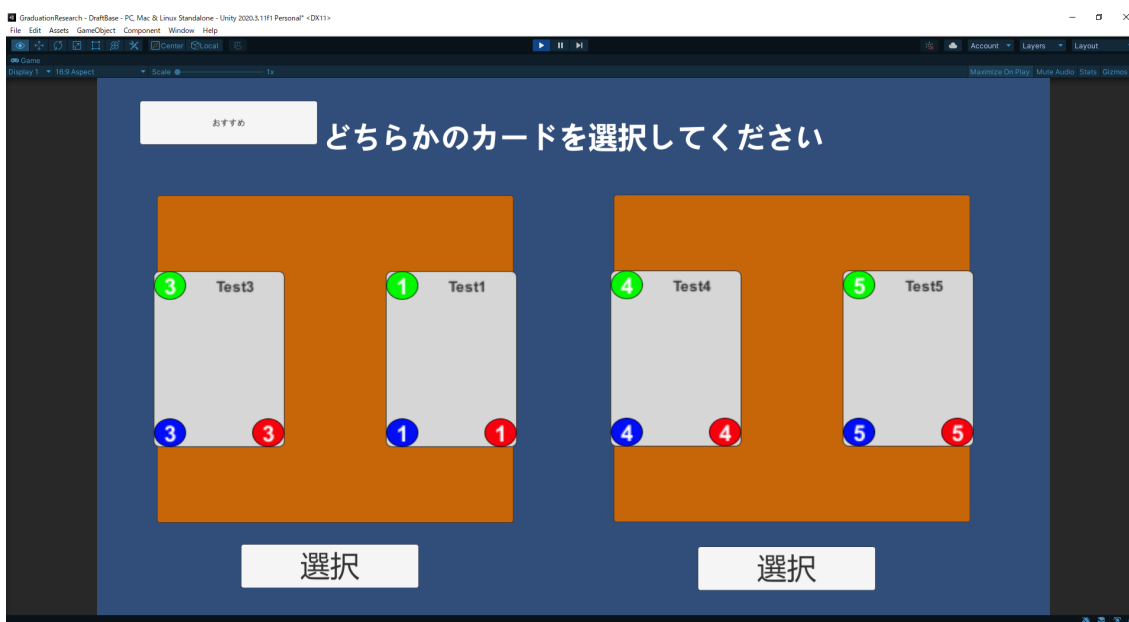 GraduationResearch - DraftBase - PC, Mac & Linux Standalone - Unity 2020.3.11f1 Personal* <DX11>
File Edit Assets GameObject Component Window Help
Center Local Account Layers Layout
Game
Display 1 16:9 Aspect Scale 1x Maximize On Play Mute Audio Stats Gizmos
おすすめ
どちらかのカードを選択してください
3 Test3 1 Test1 4 Test4 5 Test5
3 3 1 1 4 4 5 5
選択 選択